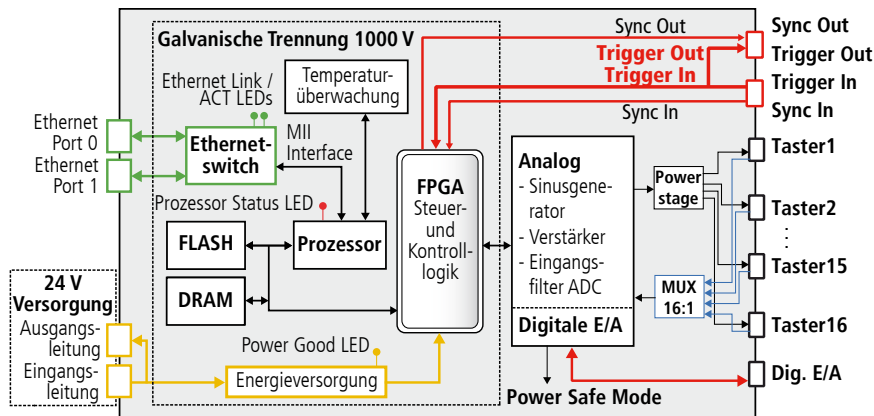 Galvanische Trennung 1000 V
Sync Out
Trigger Out
Trigger In
Sync In
Sync Out
Trigger Out
Trigger In
Sync In
Ethernet Link /
ACT LEDs
Temperatur-
überwachung
Ethernet
Port 0
Ethernet
Port 1
Ethernet-
switch
MII
Interface
Prozessor Status LED
FLASH
Prozessor
DRAM
FPGA
Steuer-
und
Kontroll-
logik
Analog
- Sinusgene-
rator
- Verstärker
- Eingangs-
filter ADC
Digitale E/A
Power
stage
MUX
16:1
Taster1
Taster2
⋮
Taster15
Taster16
Dig. E/A
24 V
Versorgung
Ausgangs-
leitung
Eingangs-
leitung
Power Good LED
Energieversorgung
Power Safe Mode